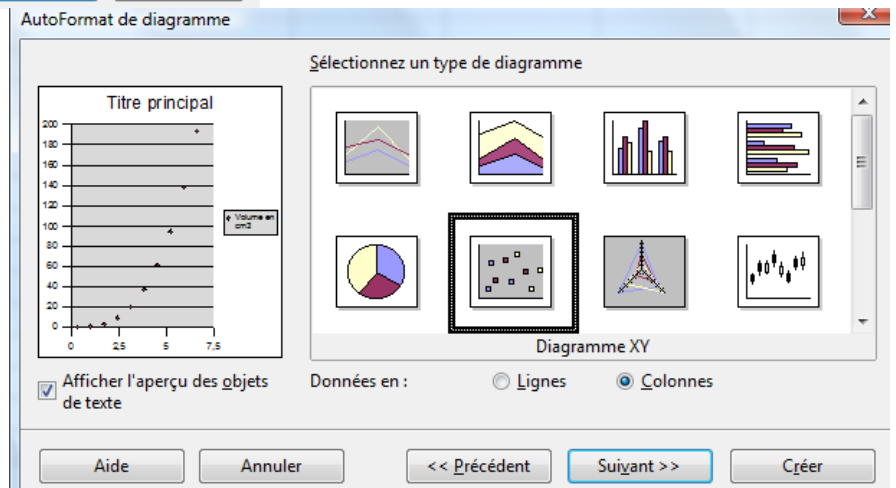 AutoFormat de diagramme
Sélectionnez un type de diagramme
Titre principal
200
180
160
140
120
100
80
60
40
20
0
0 2,5 5 7,5
Volume en
cm3
Diagramme XY
Afficher l'aperçu des objets
de texte
Données en :
Lignes
Colonnes
Aide
Annuler
<< Précédent
Suivant >>
Créer